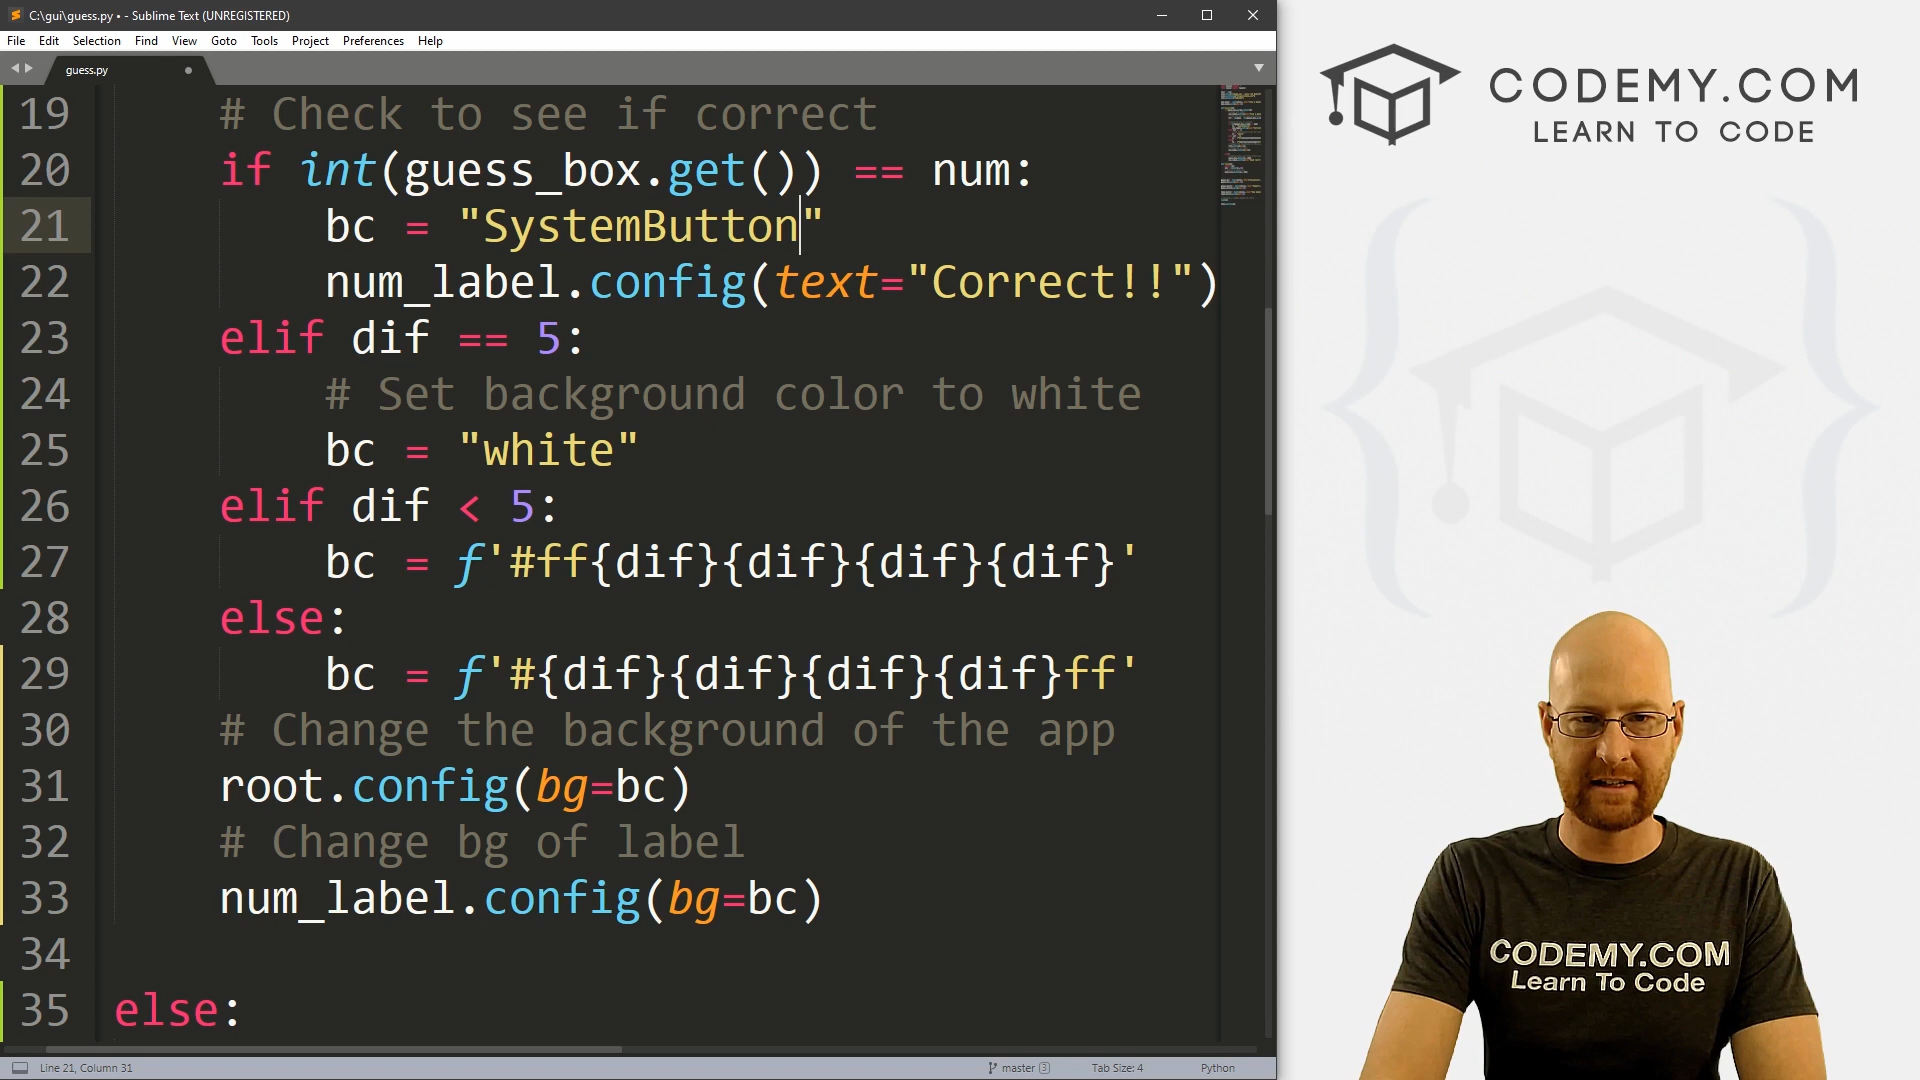 C:\gui\guess.py • - Sublime Text (UNREGISTERED)
File Edit Selection Find View Goto Tools Project Preferences Help
guess.py
19 # Check to see if correct
20 if int(guess_box.get()) == num:
21 bc = "SystemButton"
22 num_label.config(text="Correct!!")
23 elif dif == 5:
24 # Set background color to white
25 bc = "white"
26 elif dif < 5:
27 bc = f'#ff{dif}{dif}{dif}{dif}'
28 else:
29 bc = f'#{dif}{dif}{dif}{dif}ff'
30 # Change the background of the app
31 root.config(bg=bc)
32 # Change bg of label
33 num_label.config(bg=bc)
34
35 else:
Line 21, Column 31
master 3
Tab Size: 4
Python
CODEMY.COM
LEARN TO CODE
CODEMY.COM
Learn To Code